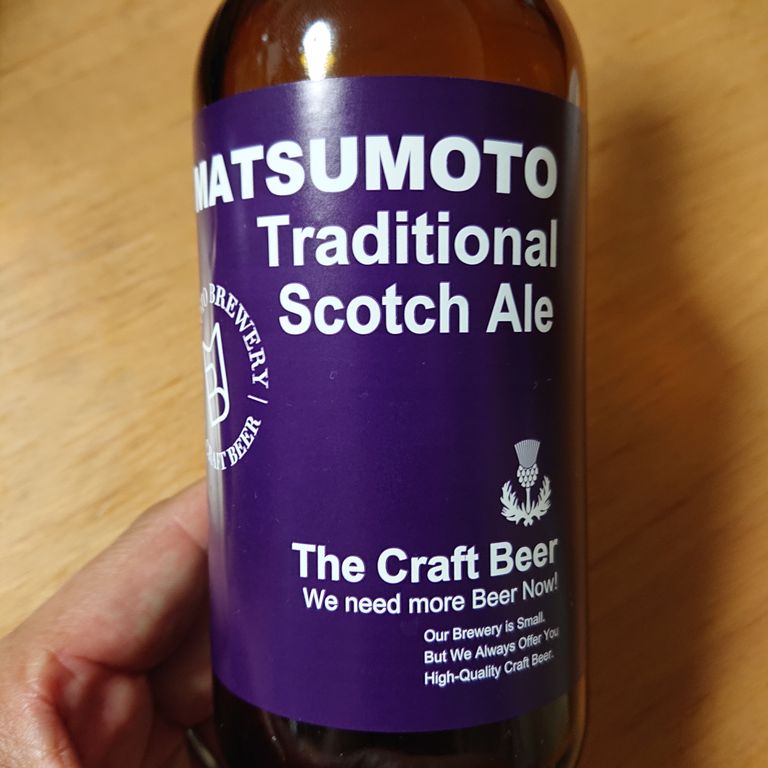 MATSUMOTO
Traditional
Scotch Ale
BREWERY /
BEER
The Craft Beer
We need more Beer Now!
Our Brewery is Small.
But We Always Offer You
High-Quality Craft Beer.